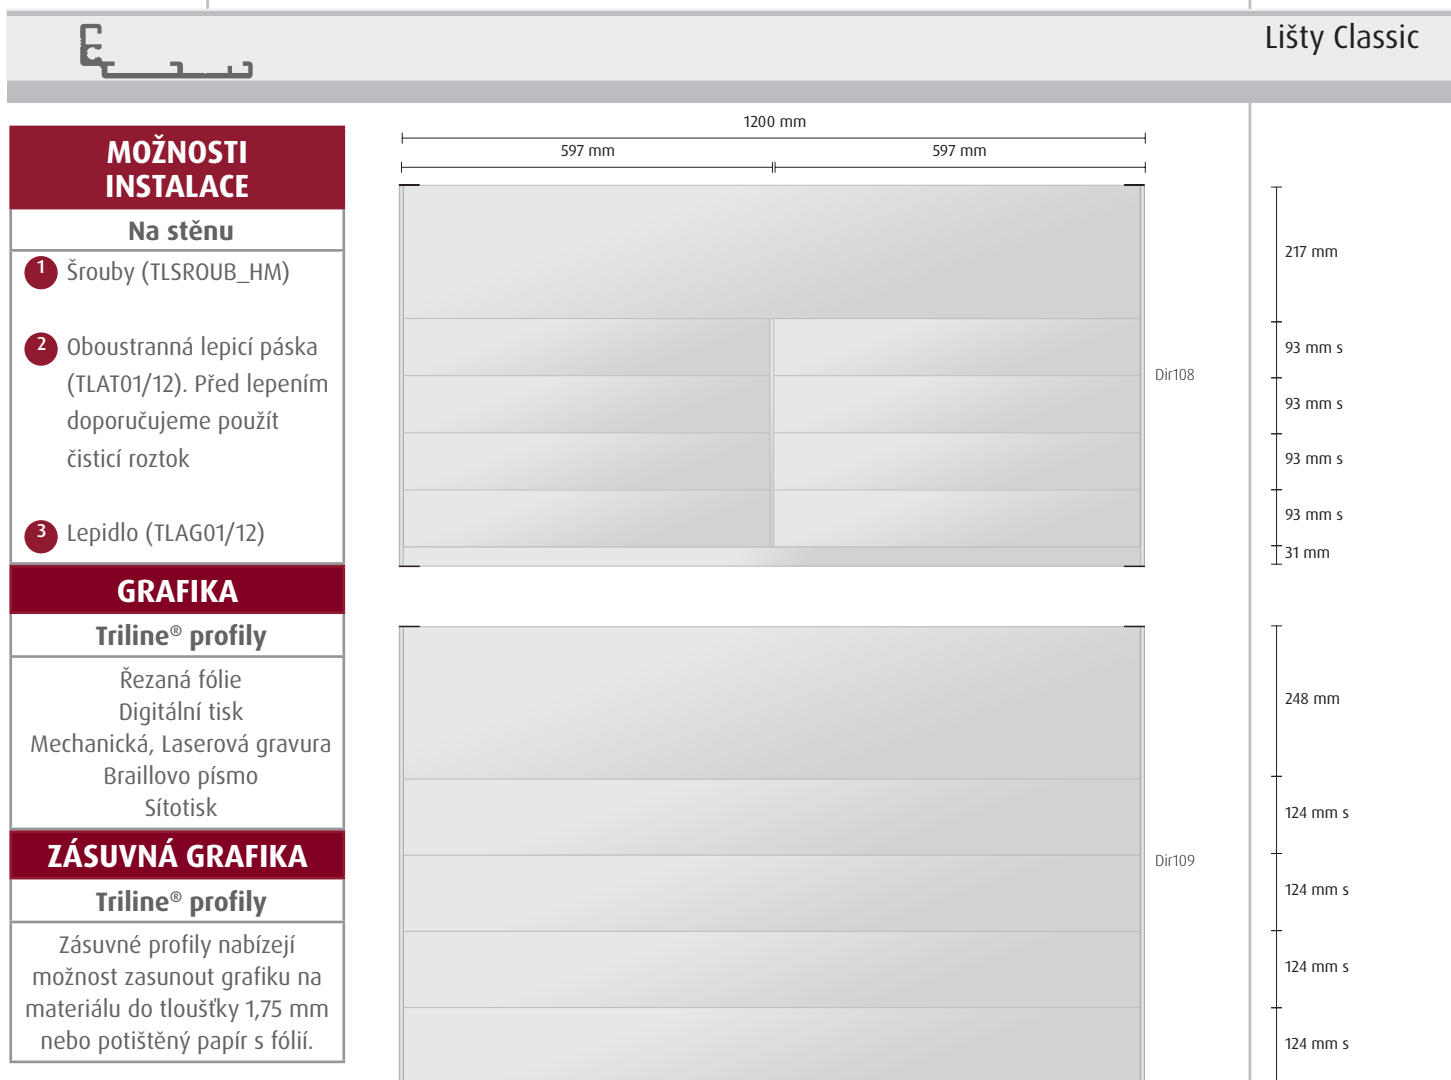 Lišty Classic
MOŽNOSTI
INSTALACE
Na stěnu
1 Šrouby (TLSROUB_HM)
2 Oboustranná lepicí páska
(TLAT01/12). Před lepením
doporučujeme použít
čisticí roztok
3 Lepidlo (TLAG01/12)
GRAFIKA
Triline® profily
Řezaná fólie
Digitální tisk
Mechanická, Laserová gravura
Braillovo písmo
Sítotisk
ZÁSUVNÁ GRAFIKA
Triline® profily
Zásuvné profily nabízejí
možnost zasunout grafiku na
materiálu do tloušťky 1,75 mm
nebo potištěný papír s fólií.
1200 mm
597 mm 597 mm
Dir108
217 mm
93 mm s
93 mm s
93 mm s
93 mm s
31 mm
Dir109
248 mm
124 mm s
124 mm s
124 mm s
124 mm s